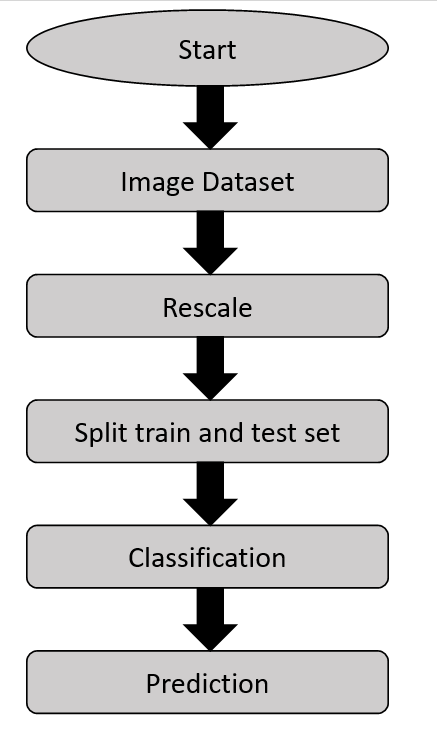 Start
Image Dataset
Rescale
Split train and test set
Classification
Prediction